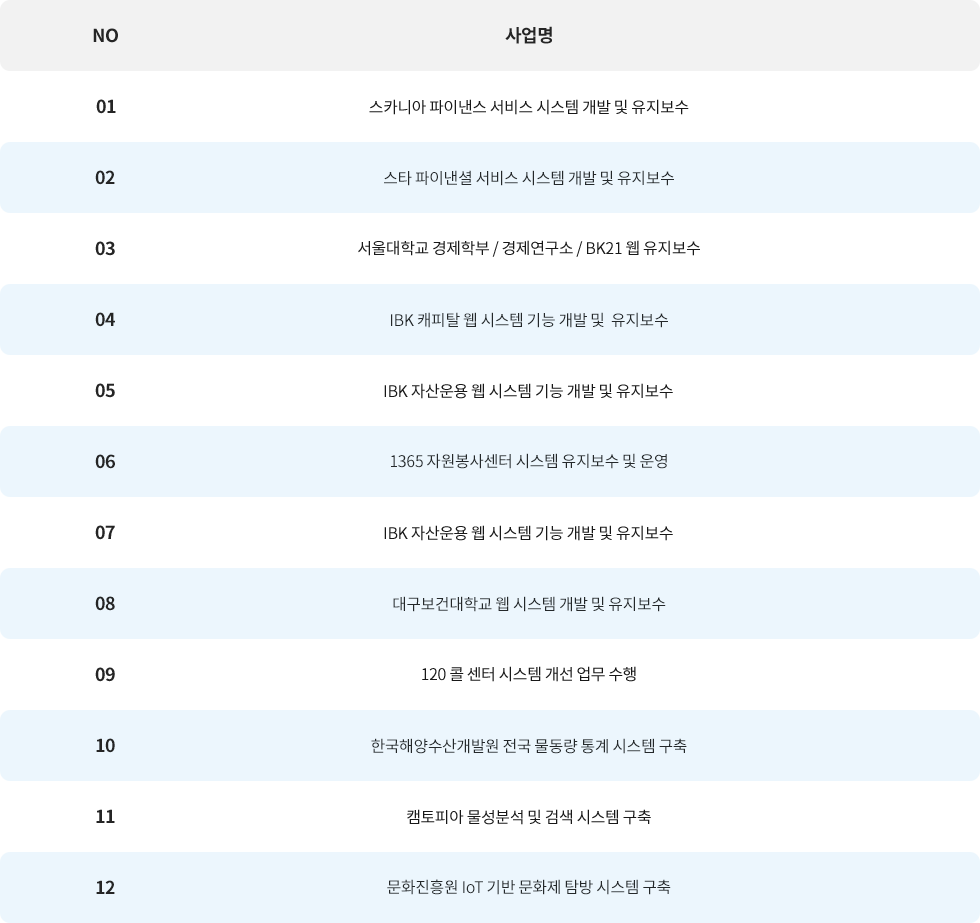 NO 사업명
01 스카니아 파이낸스 서비스 시스템 개발 및 유지보수
02 스타 파이낸셜 서비스 시스템 개발 및 유지보수
03 서울대학교 경제학부 / 경제연구소 / BK21 웹 유지보수
04 IBK 캐피탈 웹 시스템 기능 개발 및 유지보수
05 IBK 자산운용 웹 시스템 기능 개발 및 유지보수
06 1365 자원봉사센터 시스템 유지보수 및 운영
07 IBK 자산운용 웹 시스템 기능 개발 및 유지보수
08 대구보건대학교 웹 시스템 개발 및 유지보수
09 120 콜 센터 시스템 개선 업무 수행
10 한국해양수산개발원 전국 물동량 통계 시스템 구축
11 캠토피아 물성분석 및 검색 시스템 구축
12 문화진흥원 IoT 기반 문화제 탐방 시스템 구축